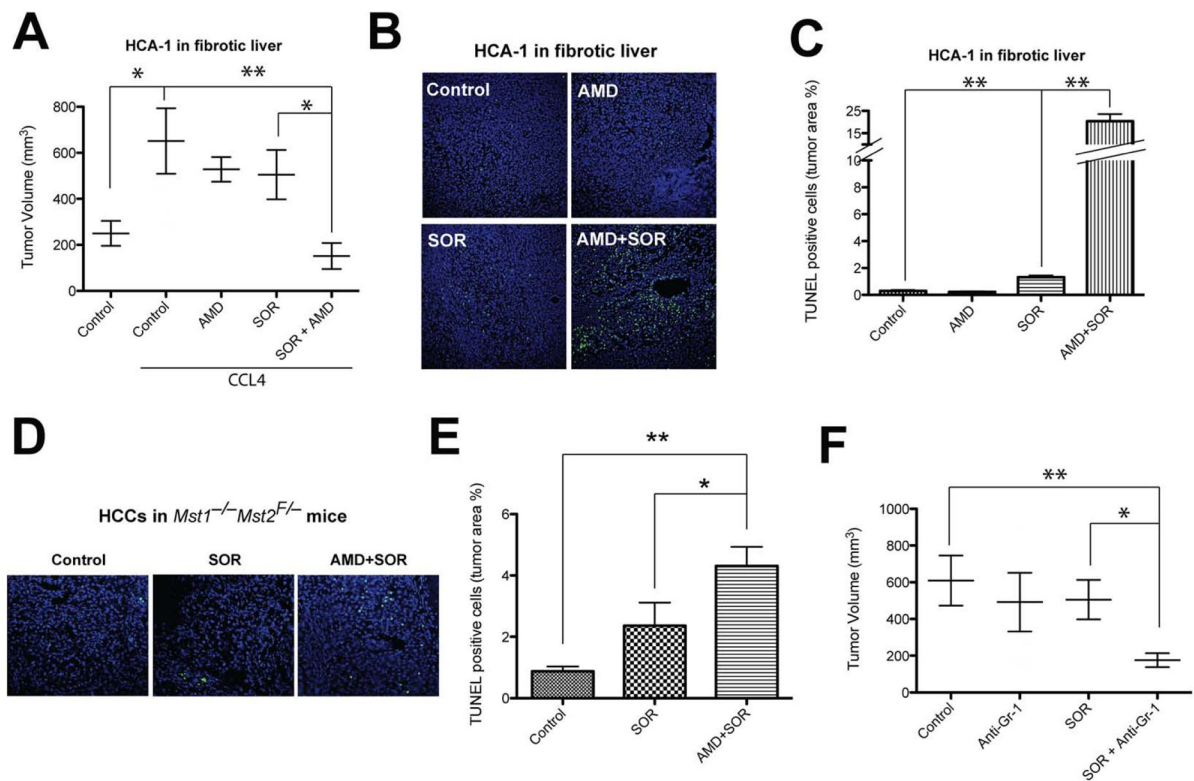 A
HCA-1 in fibrotic liver
*
**
*
Tumor Volume (mm³)
800
600
400
200
0
Control
Control
AMD
SOR
SOR + AMD
CCL4
B
HCA-1 in fibrotic liver
Control
AMD
SOR
AMD+SOR
C
HCA-1 in fibrotic liver
**
**
TUNEL positive cells (tumor area %)
25
15
10
8
6
4
2
0
Control
AMD
SOR
AMD+SOR
D
HCCs in Mst1⁻/⁻Mst2F/⁻ mice
Control
SOR
AMD+SOR
E
**
*
TUNEL positive cells (tumor area %)
6
4
2
0
Control
SOR
AMD+SOR
F
**
*
Tumor Volume (mm³)
1000
800
600
400
200
0
Control
Anti-Gr-1
SOR
SOR + Anti-Gr-1